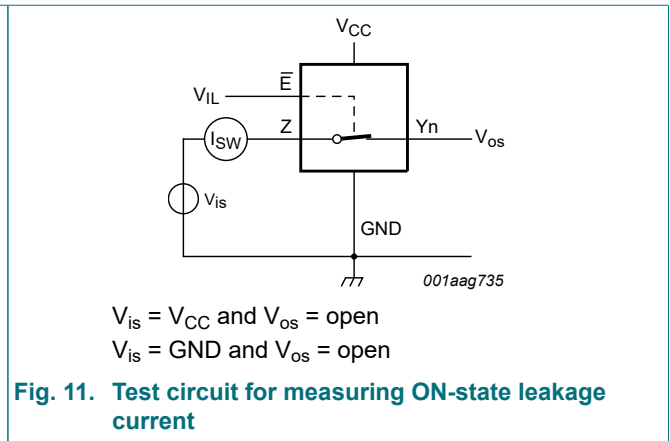 VCC
E̅
VIL
ISW
Z
Yn
Vos
Vis
GND
001aag735
Vis = VCC and Vos = open
Vis = GND and Vos = open
Fig. 11. Test circuit for measuring ON-state leakage
current